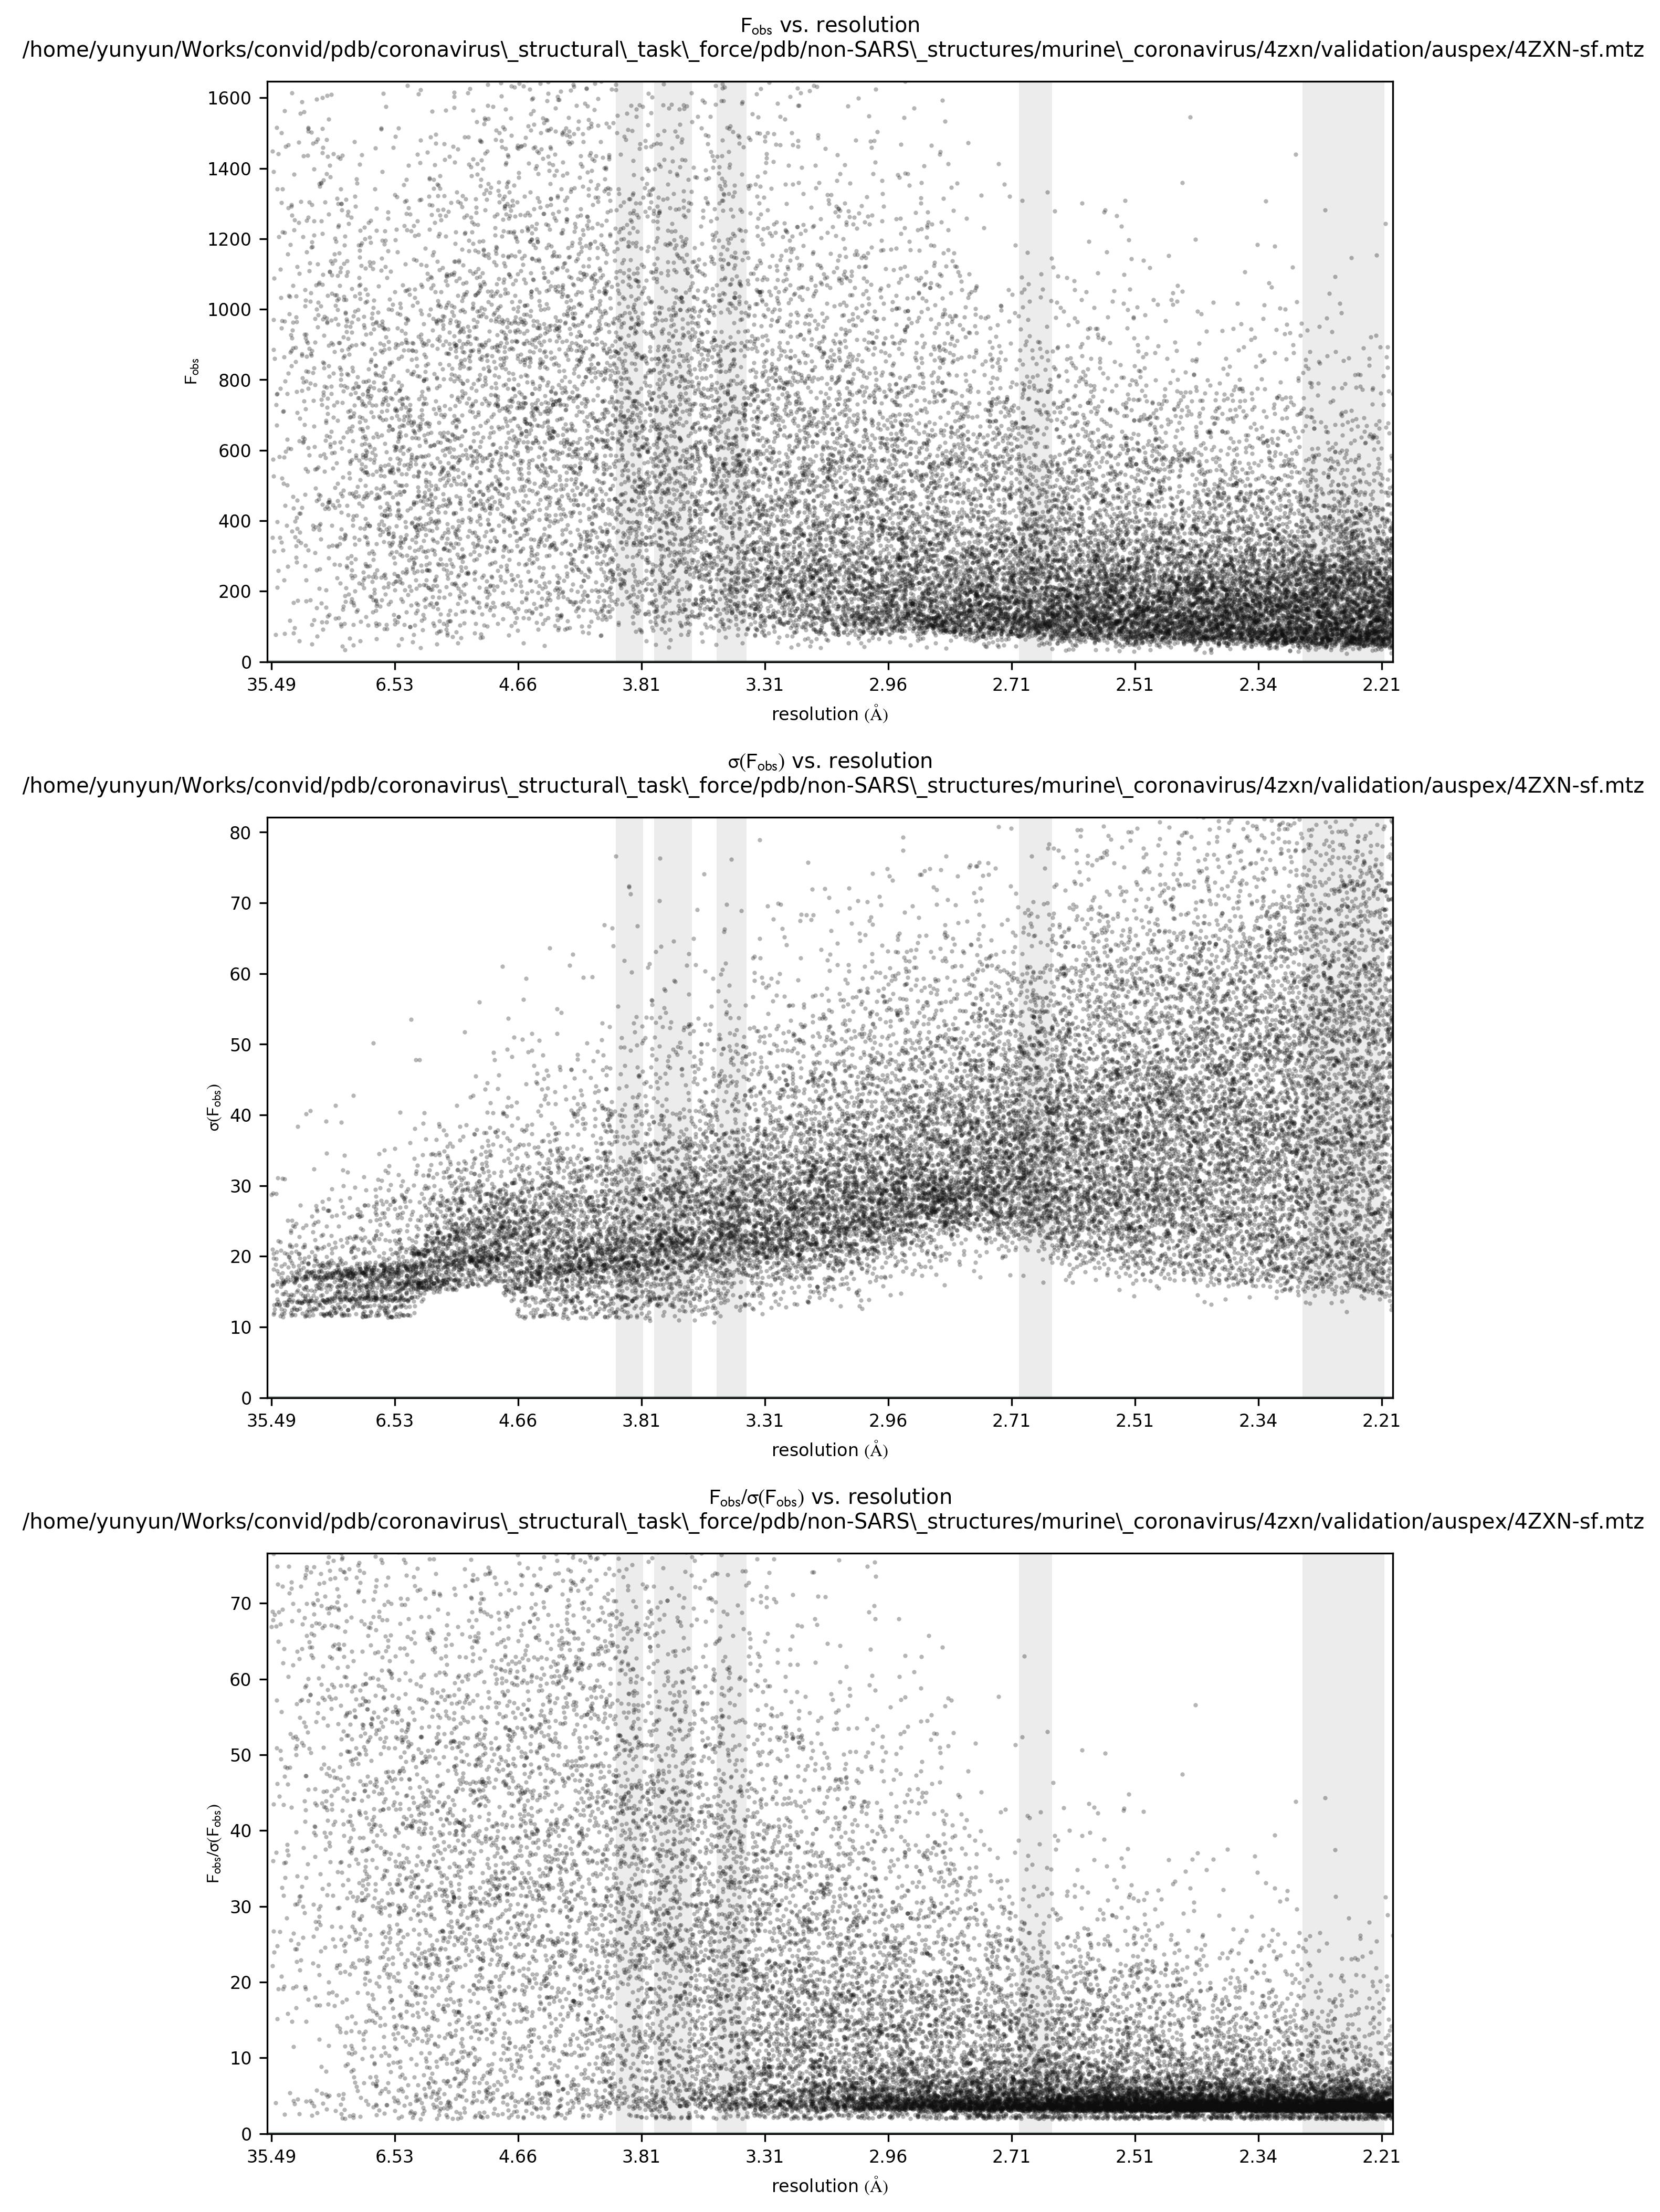 Fobs vs. resolution
/home/yunyun/Works/convid/pdb/coronavirus\_structural\_task\_force/pdb/non-SARS\_structures/murine\_coronavirus/4zxn/validation/auspex/4ZXN-sf.mtz
1600
1400
1200
1000
800
600
400
200
0
Fobs
35.49 6.53 4.66 3.81 3.31 2.96 2.71 2.51 2.34 2.21
resolution (Å)
σ(Fobs) vs. resolution
/home/yunyun/Works/convid/pdb/coronavirus\_structural\_task\_force/pdb/non-SARS\_structures/murine\_coronavirus/4zxn/validation/auspex/4ZXN-sf.mtz
80
70
60
50
40
30
20
10
0
σ(Fobs)
35.49 6.53 4.66 3.81 3.31 2.96 2.71 2.51 2.34 2.21
resolution (Å)
Fobs/σ(Fobs) vs. resolution
/home/yunyun/Works/convid/pdb/coronavirus\_structural\_task\_force/pdb/non-SARS\_structures/murine\_coronavirus/4zxn/validation/auspex/4ZXN-sf.mtz
70
60
50
40
30
20
10
0
Fobs/σ(Fobs)
35.49 6.53 4.66 3.81 3.31 2.96 2.71 2.51 2.34 2.21
resolution (Å)